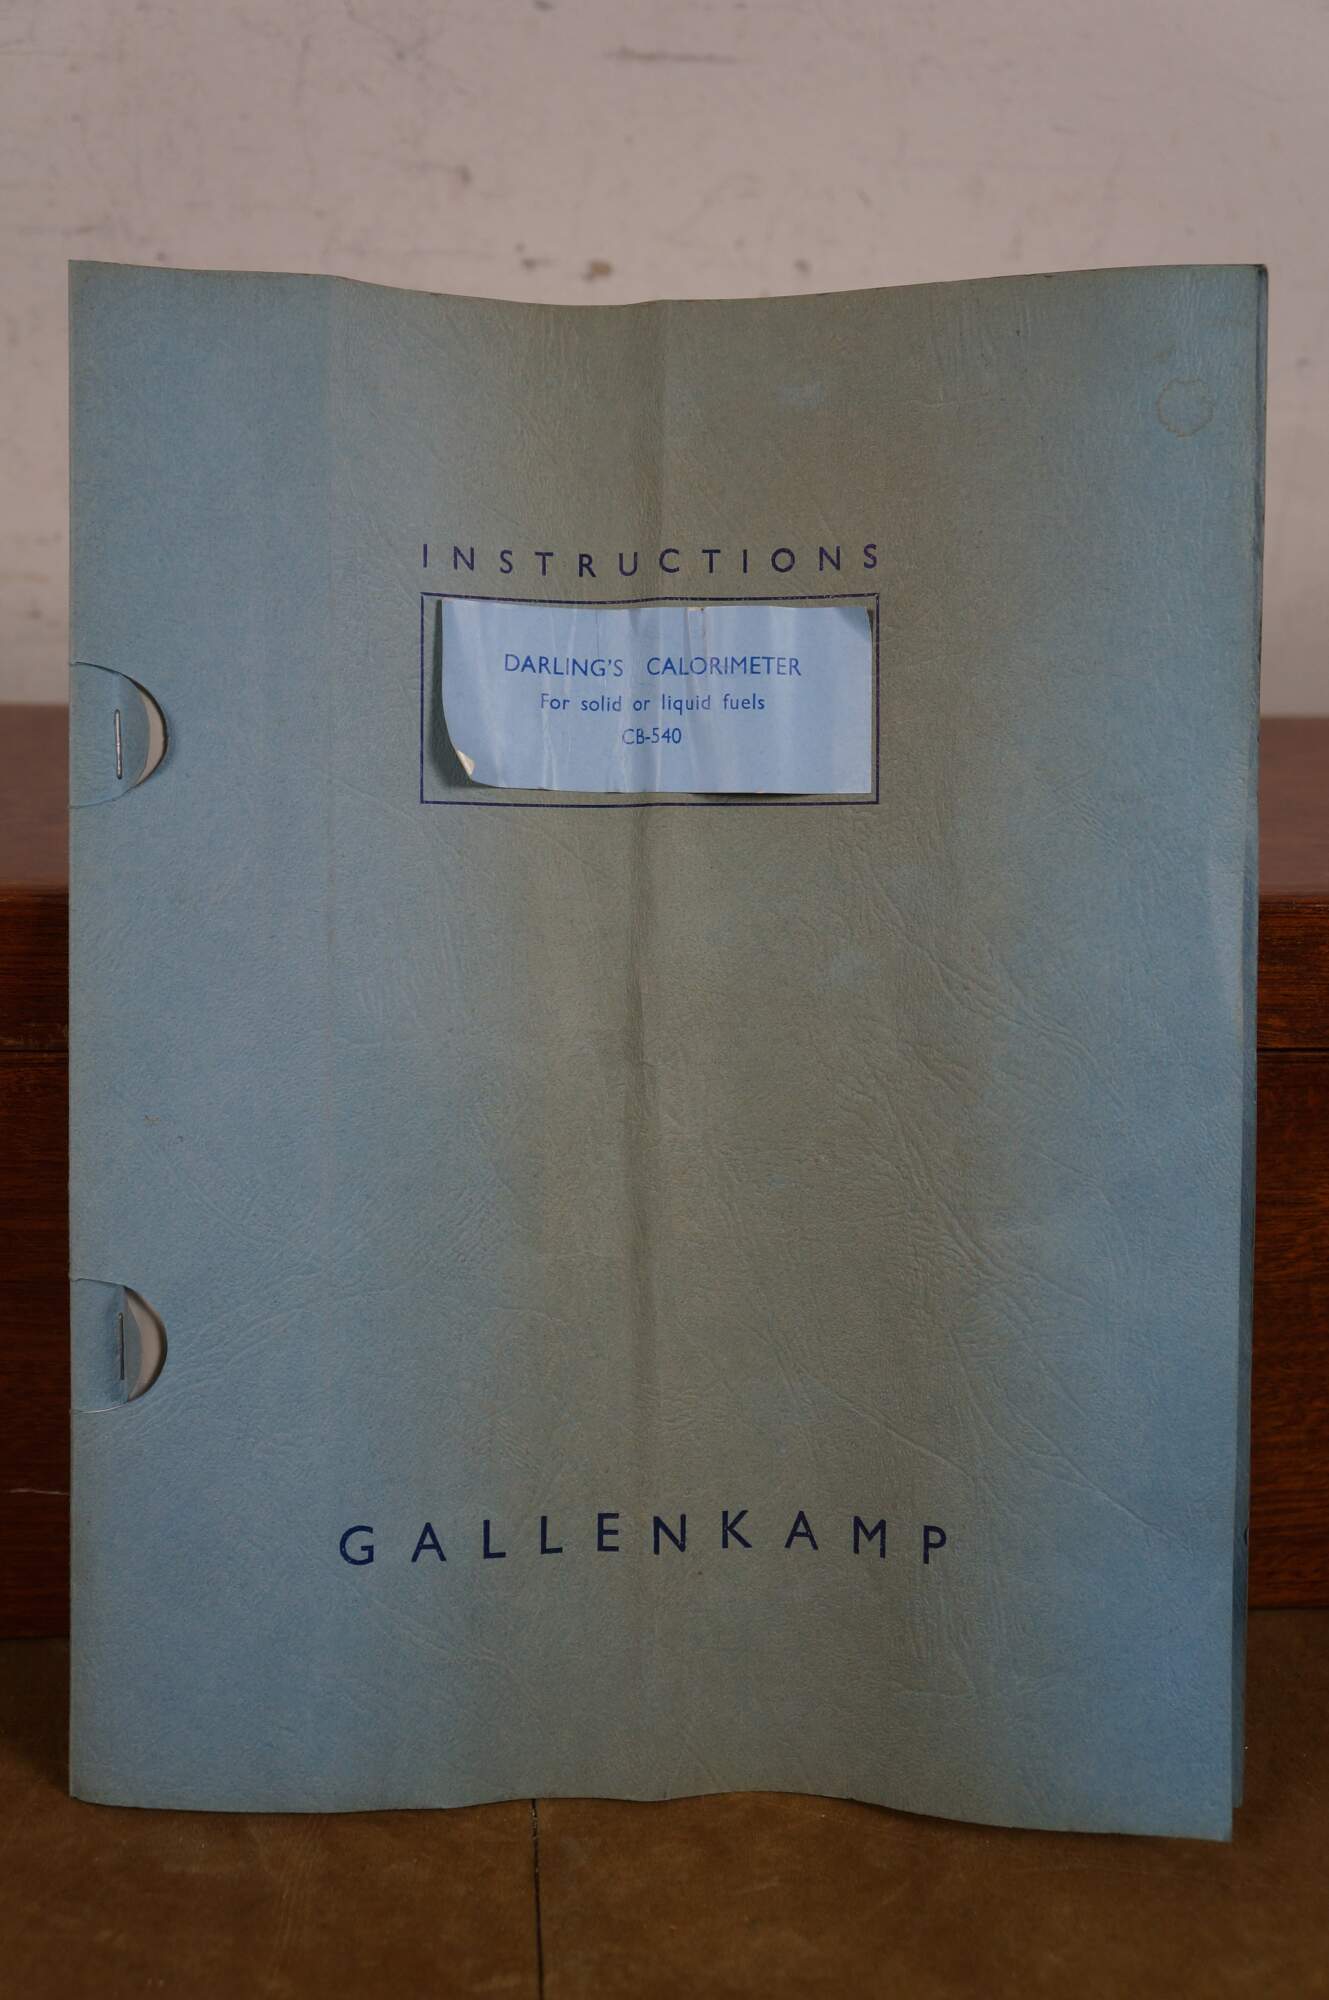 INSTRUCTIONS
DARLING'S CALORIMETER
For solid or liquid fuels
CB-540
GALLENKAMP